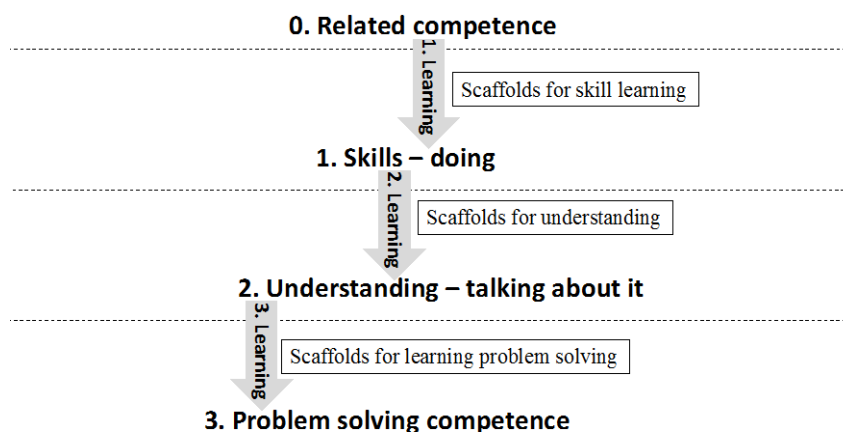 0. Related competence
1. Learning
Scaffolds for skill learning
1. Skills – doing
2. Learning
Scaffolds for understanding
2. Understanding – talking about it
3. Learning
Scaffolds for learning problem solving
3. Problem solving competence